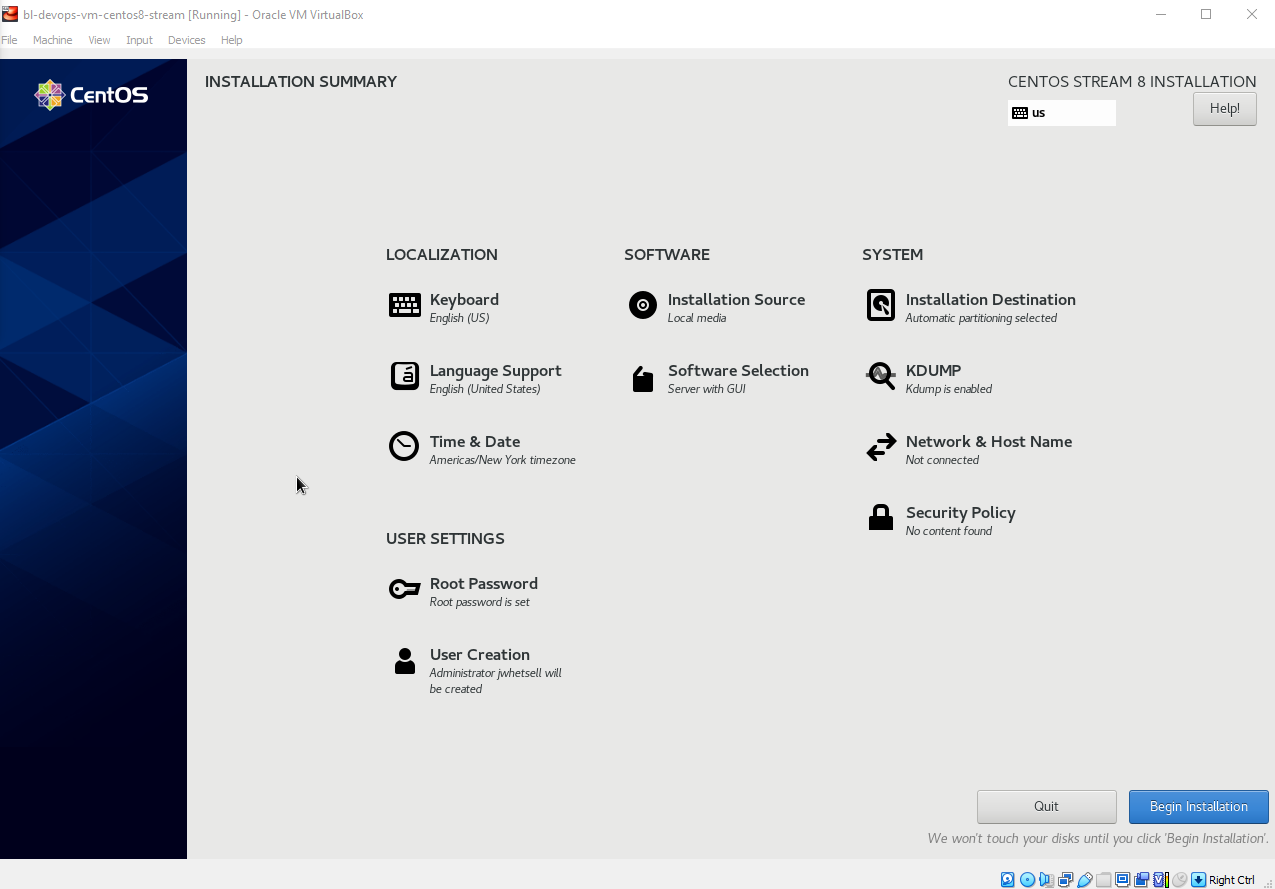 bl-devops-vm-centos8-stream [Running] - Oracle VM VirtualBox
File Machine View Input Devices Help
CentOS
INSTALLATION SUMMARY
CENTOS STREAM 8 INSTALLATION
us
Help!
LOCALIZATION
Keyboard
English (US)
Language Support
English (United States)
Time & Date
Americas/New York timezone
USER SETTINGS
Root Password
Root password is set
User Creation
Administrator jwhetsell will
be created
SOFTWARE
Installation Source
Local media
Software Selection
Server with GUI
SYSTEM
Installation Destination
Automatic partitioning selected
KDUMP
Kdump is enabled
Network & Host Name
Not connected
Security Policy
No content found
Quit
Begin Installation
We won't touch your disks until you click 'Begin Installation'.
Right Ctrl